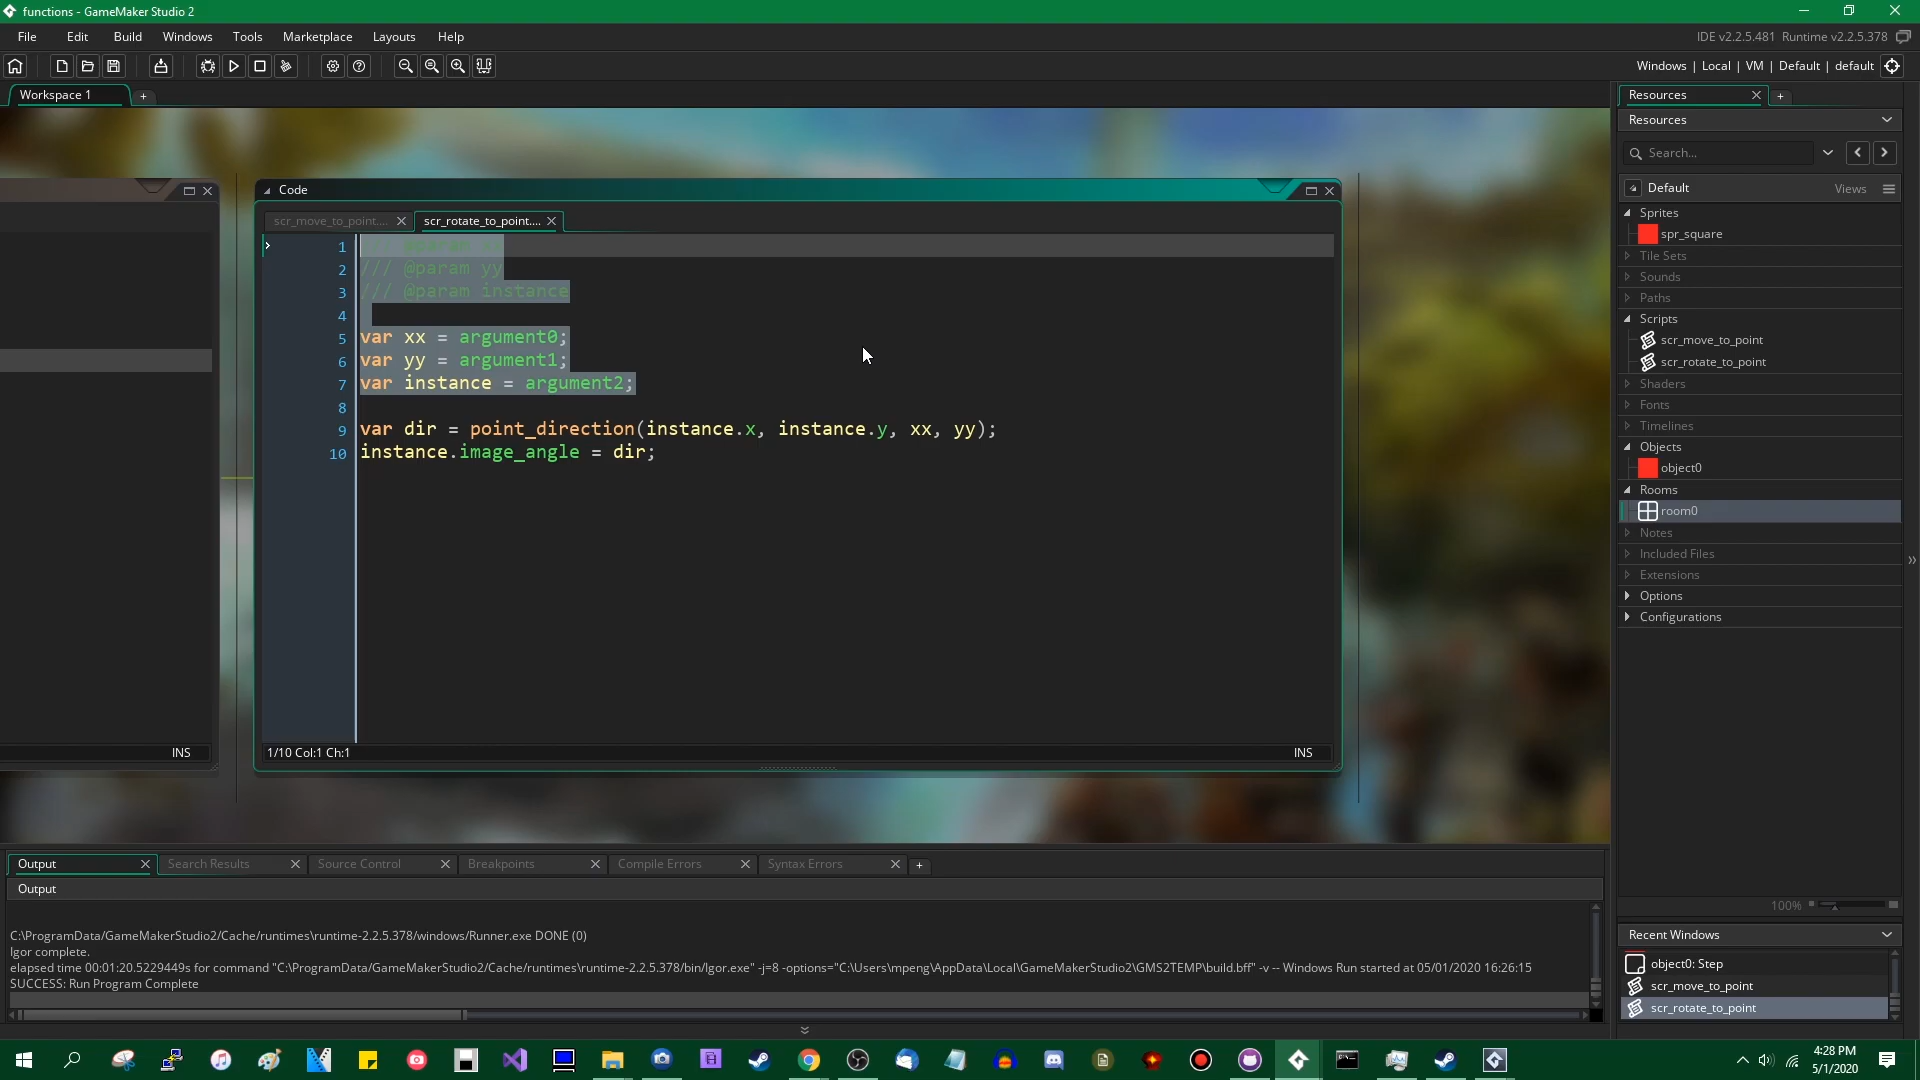 functions - GameMaker Studio 2
File Edit Build Windows Tools Marketplace Layouts Help
IDE v2.2.5.481 Runtime v2.2.5.378
Windows | Local | VM | Default | default
Workspace 1
Code
scr_move_to_point....
scr_rotate_to_point....
1 /// @param xx
2 /// @param yy
3 /// @param instance
4
5 var xx = argument0;
6 var yy = argument1;
7 var instance = argument2;
8
9 var dir = point_direction(instance.x, instance.y, xx, yy);
10 instance.image_angle = dir;
INS
1/10 Col:1 Ch:1
INS
Resources
Resources
Search...
Default
Views
Sprites
spr_square
Tile Sets
Sounds
Paths
Scripts
scr_move_to_point
scr_rotate_to_point
Shaders
Fonts
Timelines
Objects
object0
Rooms
room0
Notes
Included Files
Extensions
Options
Configurations
100%
Recent Windows
object0: Step
scr_move_to_point
scr_rotate_to_point
Output
Search Results
Source Control
Breakpoints
Compile Errors
Syntax Errors
Output
C:\ProgramData/GameMakerStudio2/Cache/runtimes\runtime-2.2.5.378/windows/Runner.exe DONE (0)
Igor complete.
elapsed time 00:01:20.5229449s for command "C:\ProgramData/GameMakerStudio2/Cache/runtimes\runtime-2.2.5.378/bin/Igor.exe" -j=8 -options="C:\Users\mpeng\AppData\Local\GameMakerStudio2\GMS2TEMP\build.bff" -v -- Windows Run started at 05/01/2020 16:26:15
SUCCESS: Run Program Complete
4:28 PM
5/1/2020